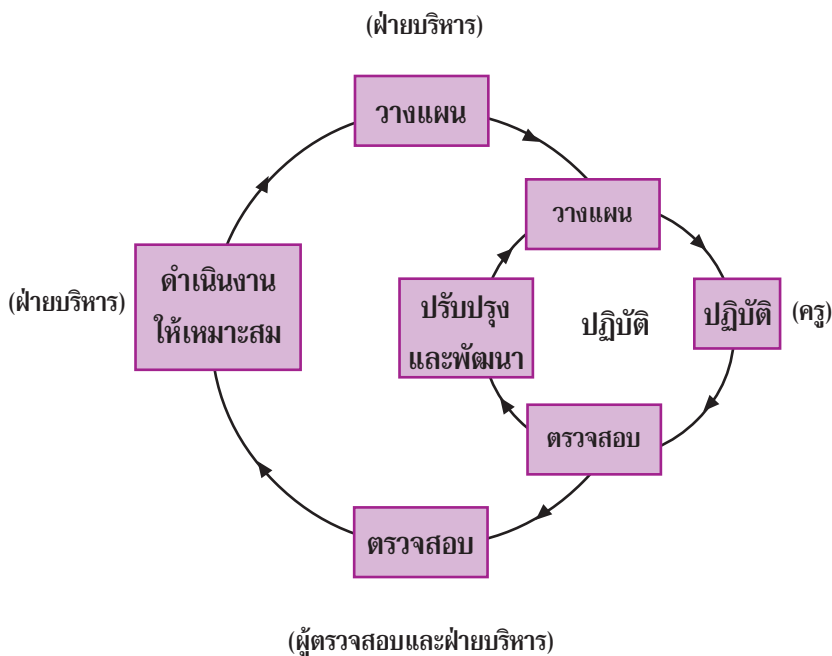 (ฝ่ายบริหาร)
วางแผน
วางแผน
(ฝ่ายบริหาร)
ดำเนินงาน
ให้เหมาะสม
ปรับปรุง
และพัฒนา
ปฏิบัติ
ปฏิบัติ
(ครู)
ตรวจสอบ
ตรวจสอบ
(ผู้ตรวจสอบและฝ่ายบริหาร)